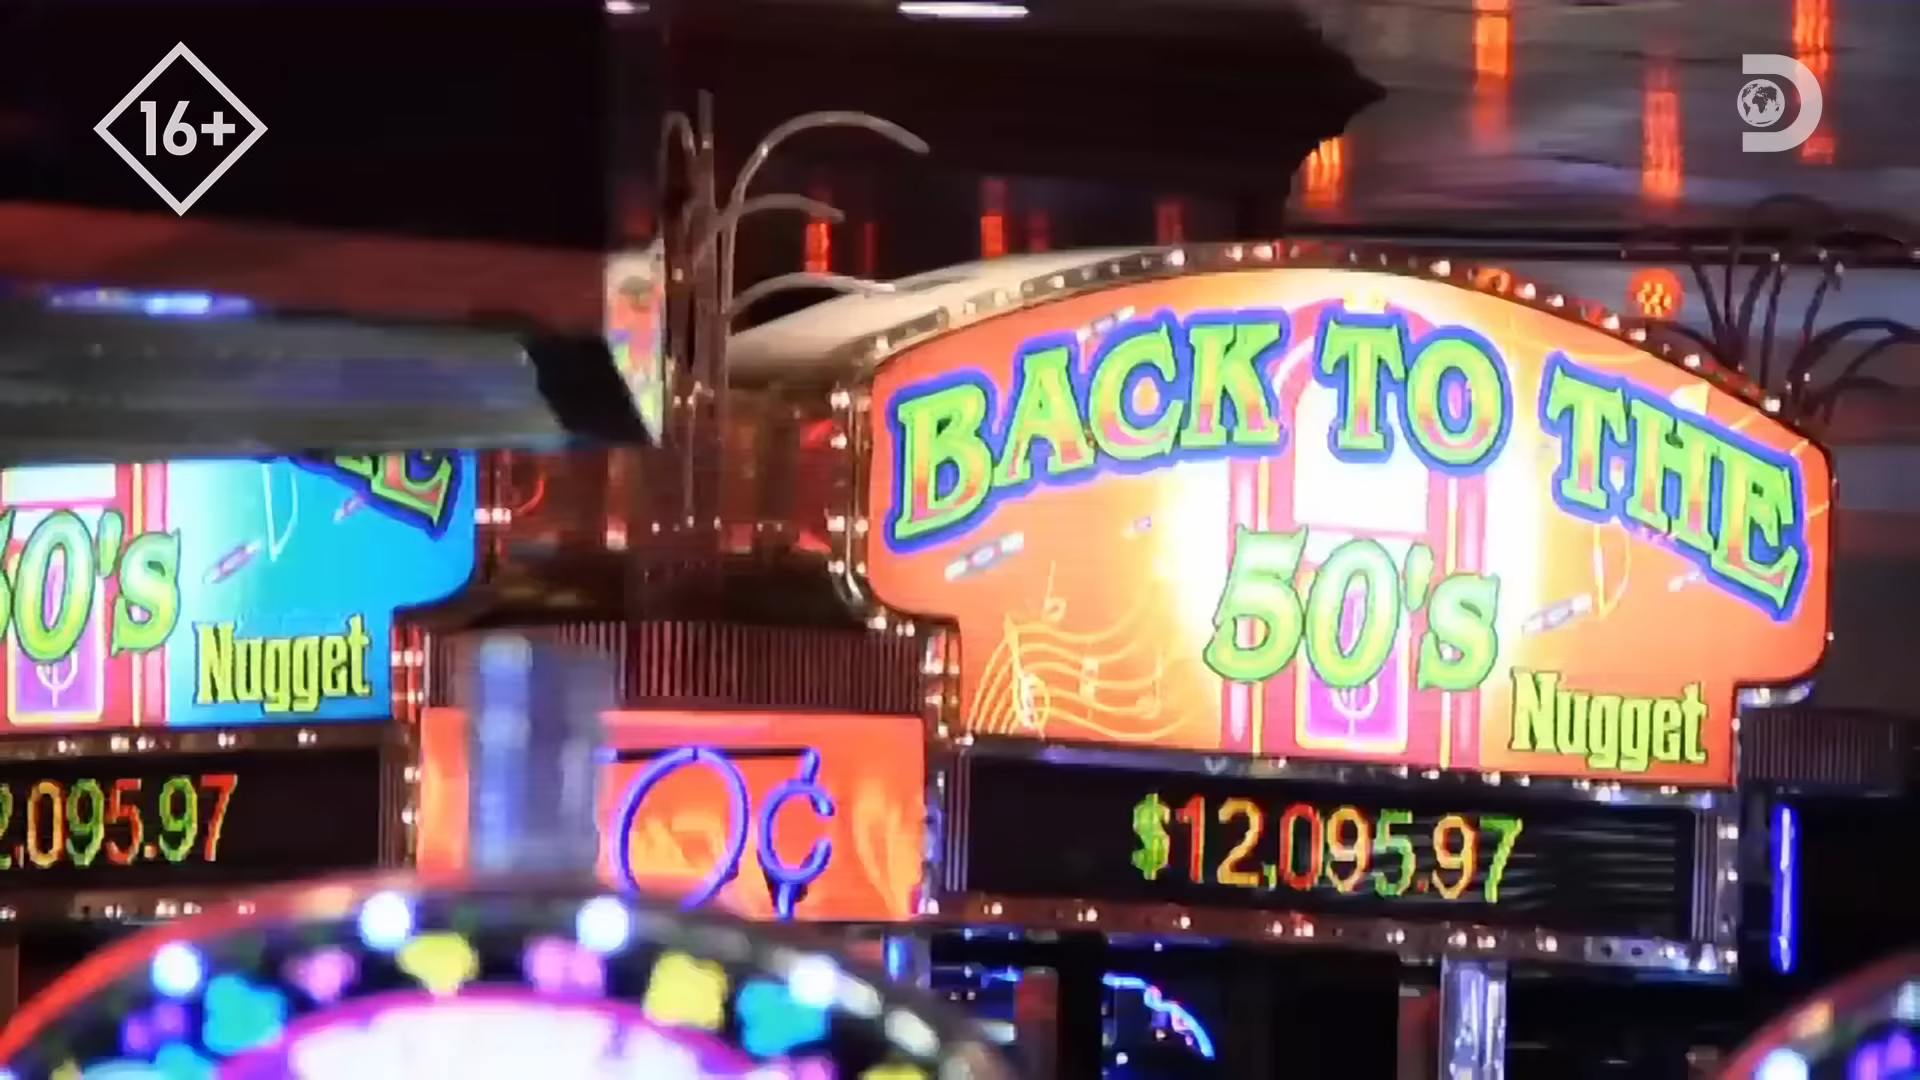 16+
BACK TO THE
50's
Nugget
$12,095.97
50's
Nugget
2,095.97
¢